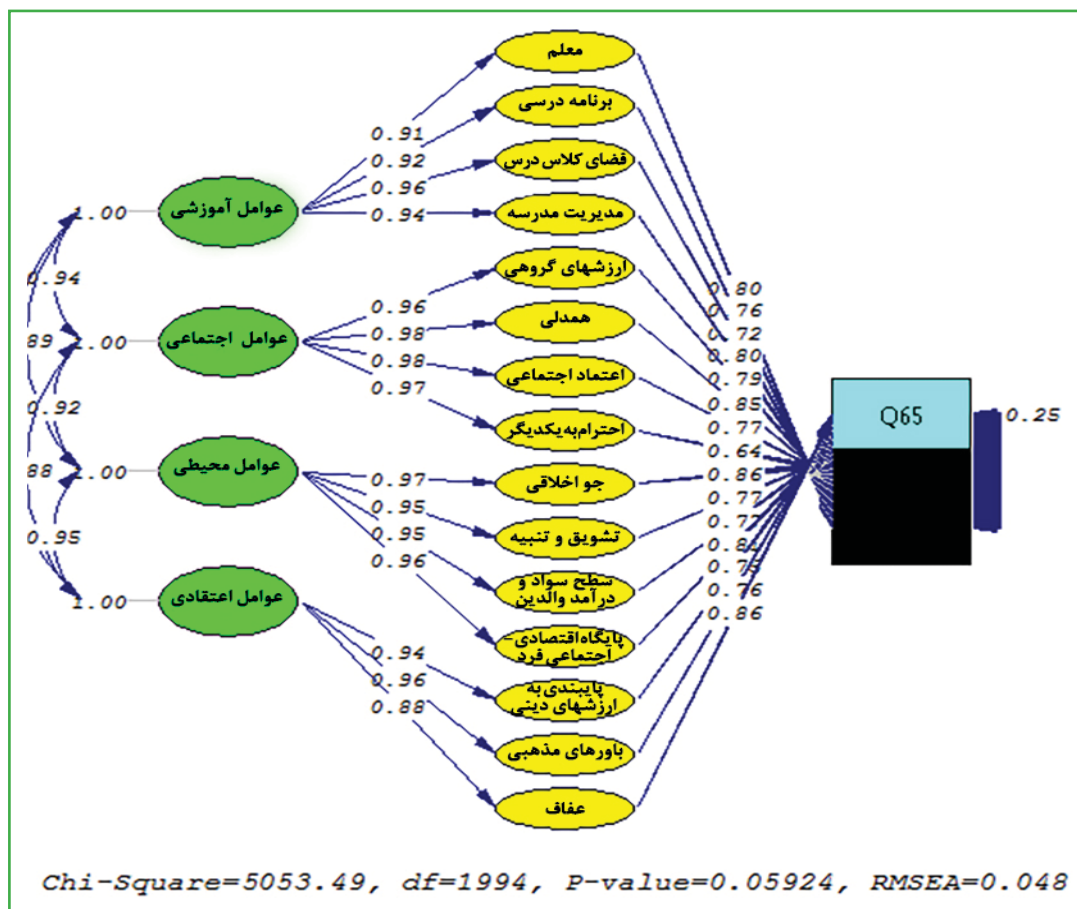 معلم
برنامه درسی
0.91
0.92
فضای کلاس درس
0.96
عوامل آموزشی
1.00
0.94
مدیریت مدرسه
ارزشهای گروهی
0.94
0.80
0.96
0.76
همدلی
0.98
0.72
عوامل اجتماعی
1.00
89
0.80
0.98
اعتماد اجتماعی
0.79
0.97
0.85
0.92
Q65
0.25
احترام به یکدیگر
0.77
0.64
عوامل محیطی
1.00
88
0.97
جو اخلاقی
0.86
0.95
0.77
تشویق و تنبیه
0.77
0.95
0.95
0.96
سطح سواد و
درآمد والدین
0.75
0.76
عوامل اعتقادی
1.00
0.86
پایگاه اقتصادی-
اجتماعی فرد
0.94
0.96
پایبندی به
ارزشهای دینی
0.88
باورهای مذهبی
عفاف
Chi-Square=5053.49, df=1994, P-value=0.05924, RMSEA=0.048